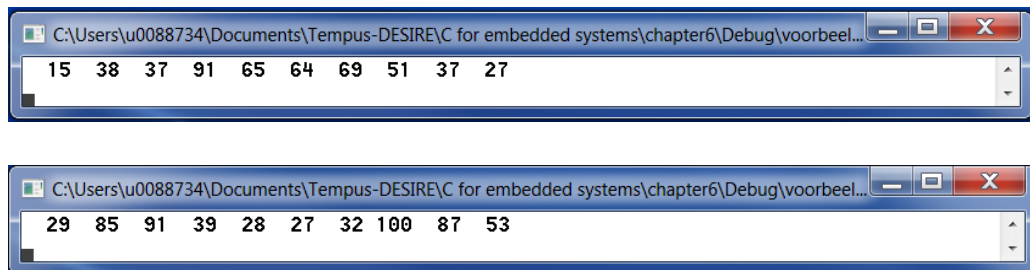 C:\Users\u0088734\Documents\Tempus-DESIRE\C for embedded systems\chapter6\Debug\voorbeel...
15 38 37 91 65 64 69 51 37 27
C:\Users\u0088734\Documents\Tempus-DESIRE\C for embedded systems\chapter6\Debug\voorbeel...
29 85 91 39 28 27 32 100 87 53